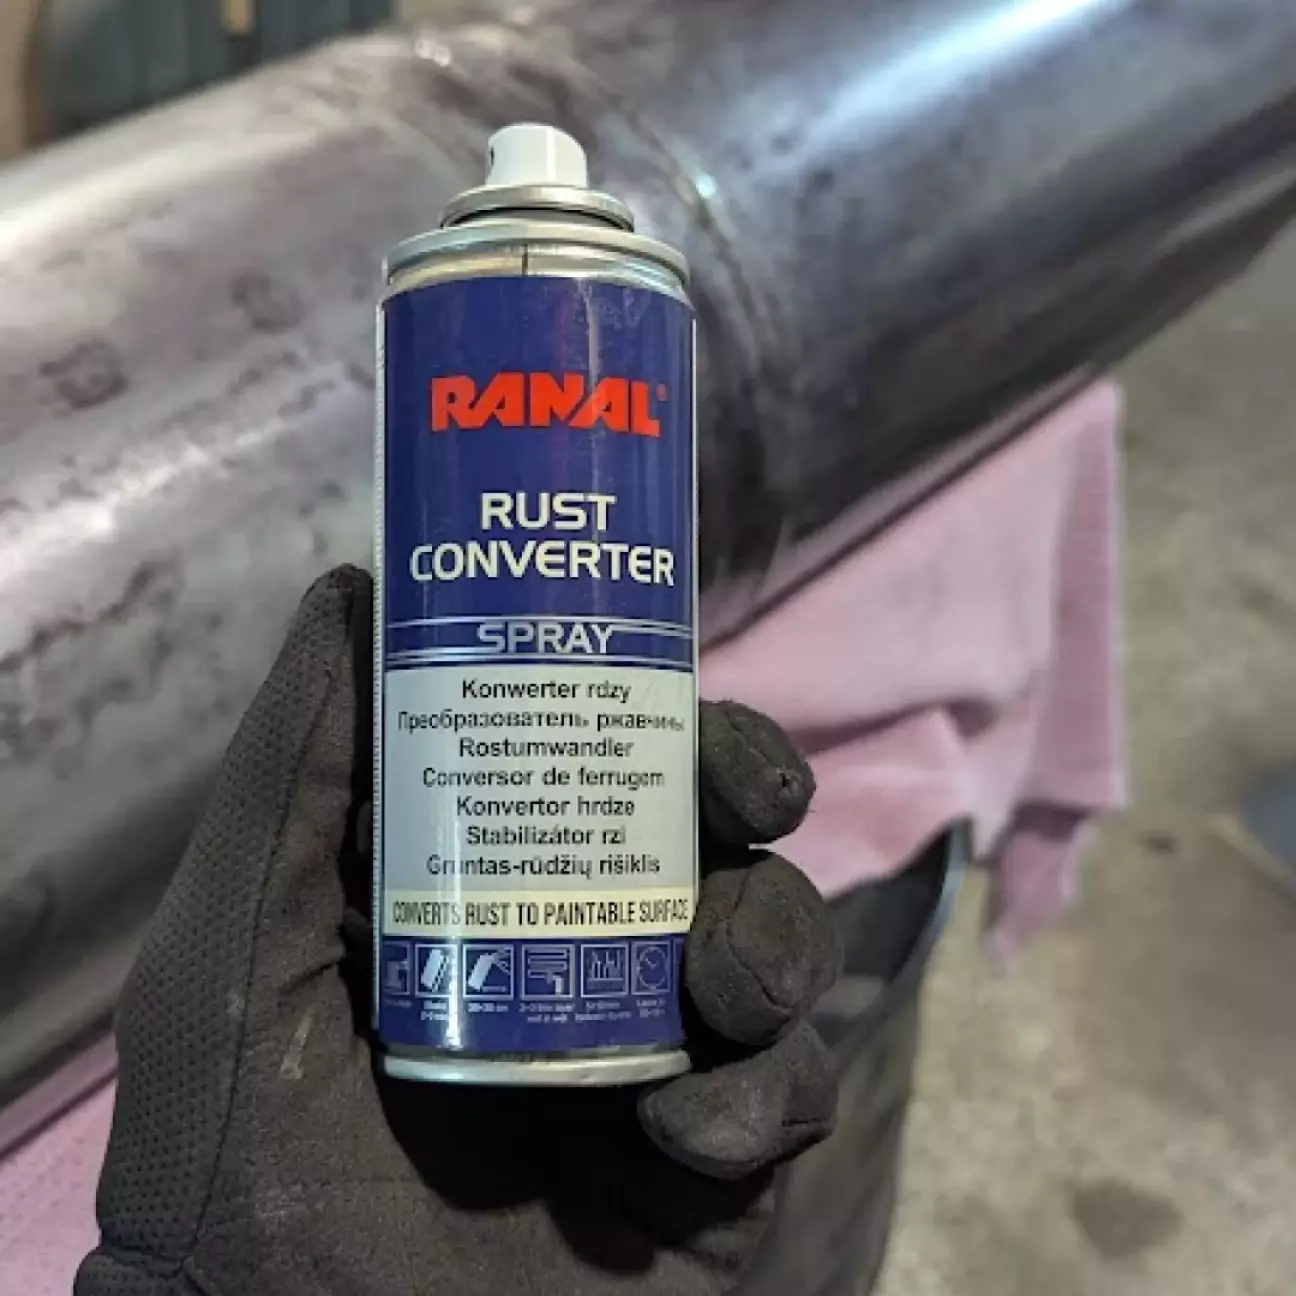 RANAL®
RUST
CONVERTER
SPRAY
Konwerter rdzy
Преобразователь ржавчины
Rostumwandler
Conversor de ferrugem
Konvertor hrdze
Stabilizátor rzi
Gruntas-rūdžių rišiklis
CONVERTS RUST TO PAINTABLE SURFACE